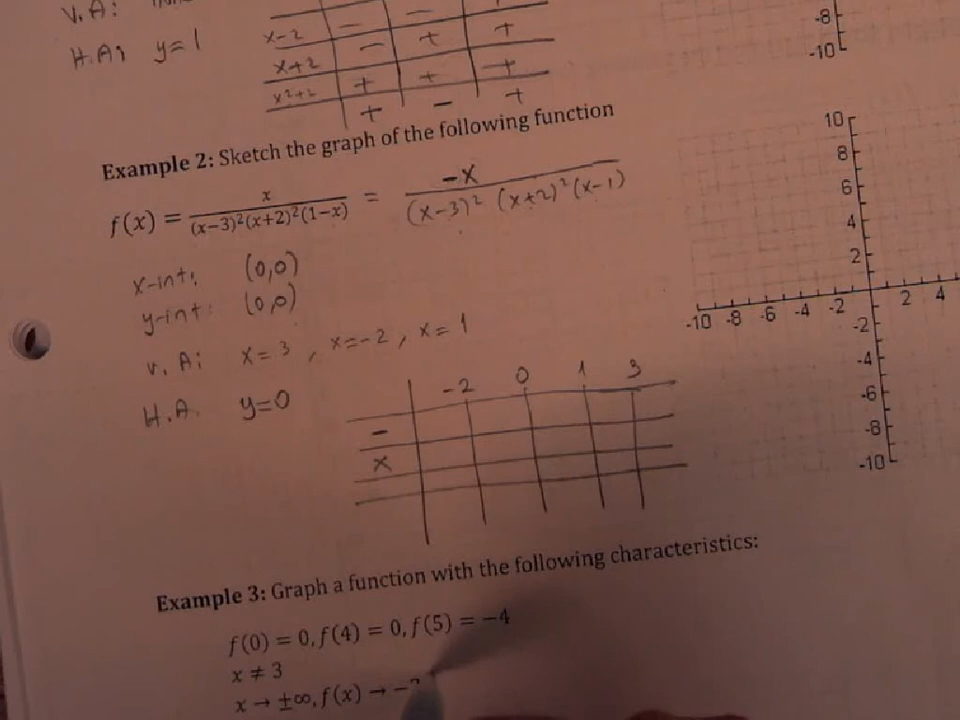 V.A:
-8
x-2 - - +
H.A: y=1
-10
x+2 - + +
x²+2 + + +
+ - +
Example 2: Sketch the graph of the following function
f(x) = x / (x-3)²(x+2)²(1-x) = -x / (x-3)² (x+2)² (x-1)
x-int: (0,0)
y-int: (0,0)
V.A: x=3, x=-2, x=1
H.A. y=0
-2 0 1 3
-
x
10
8
6
4
2
-10 -8 -6 -4 -2 2 4
-2
-4
-6
-8
-10
Example 3: Graph a function with the following characteristics:
f(0) = 0, f(4) = 0, f(5) = -4
x ≠ 3
x → ±∞, f(x) → -